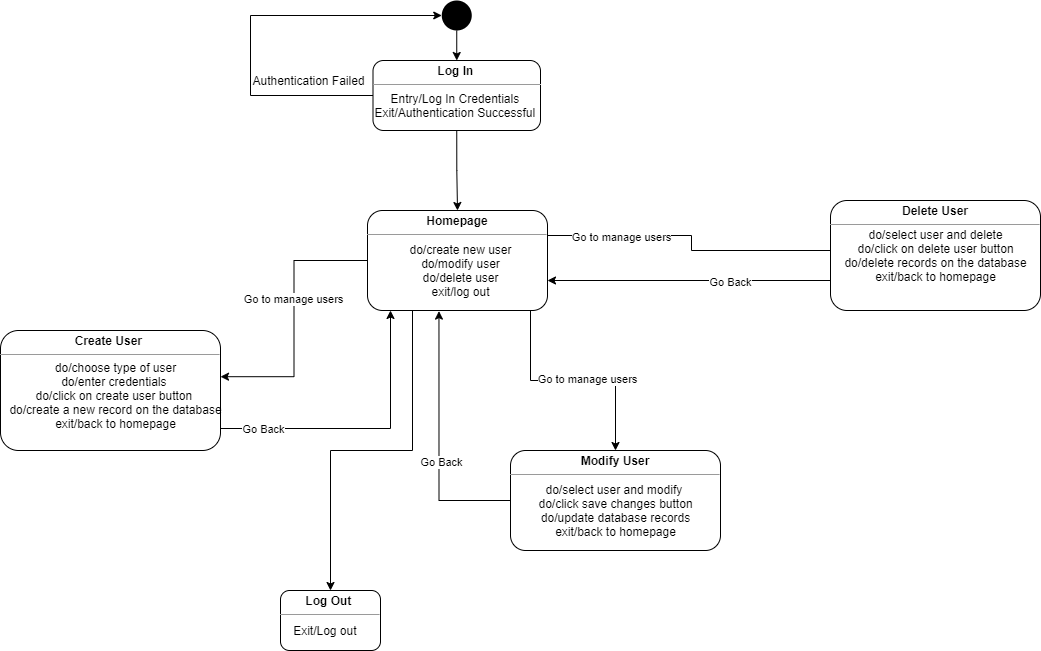 Authentication Failed
Log In
Entry/Log In Credentials
Exit/Authentication Successful
Homepage
do/create new user
do/modify user
do/delete user
exit/log out
Go to manage users
Delete User
do/select user and delete
do/click on delete user button
do/delete records on the database
exit/back to homepage
Go Back
Go to manage users
Create User
do/choose type of user
do/enter credentials
do/click on create user button
do/create a new record on the database
exit/back to homepage
Go Back
Go to manage users
Go Back
Modify User
do/select user and modify
do/click save changes button
do/update database records
exit/back to homepage
Log Out
Exit/Log out